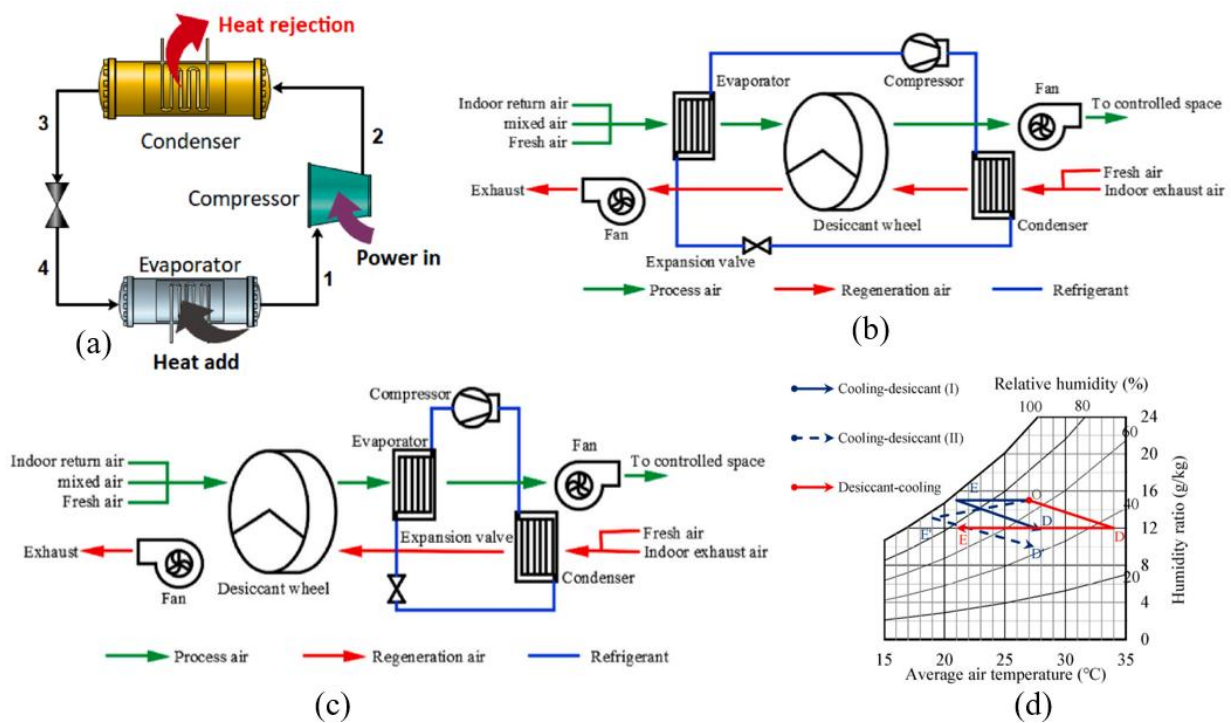 Heat rejection
Condenser
3
2
Compressor
4
Evaporator
1
Power in
Heat add
(a)
Evaporator
Compressor
Indoor return air
mixed air
Fresh air
Fan
To controlled space
Exhaust
Fan
Desiccant wheel
Fresh air
Indoor exhaust air
Condenser
Expansion valve
Process air
Regeneration air
Refrigerant
(b)
Compressor
Evaporator
Indoor return air
mixed air
Fresh air
Fan
To controlled space
Exhaust
Fan
Desiccant wheel
Expansion valve
Fresh air
Indoor exhaust air
Condenser
Process air
Regeneration air
Refrigerant
(c)
Cooling-desiccant (I)
Cooling-desiccant (II)
Desiccant-cooling
Relative humidity (%)
100 80
60
40
20
24
20
16
12
8
4
0
Humidity ratio (g/kg)
E
O
E'
D
E
D
D'
15 20 25 30 35
Average air temperature (℃)
(d)